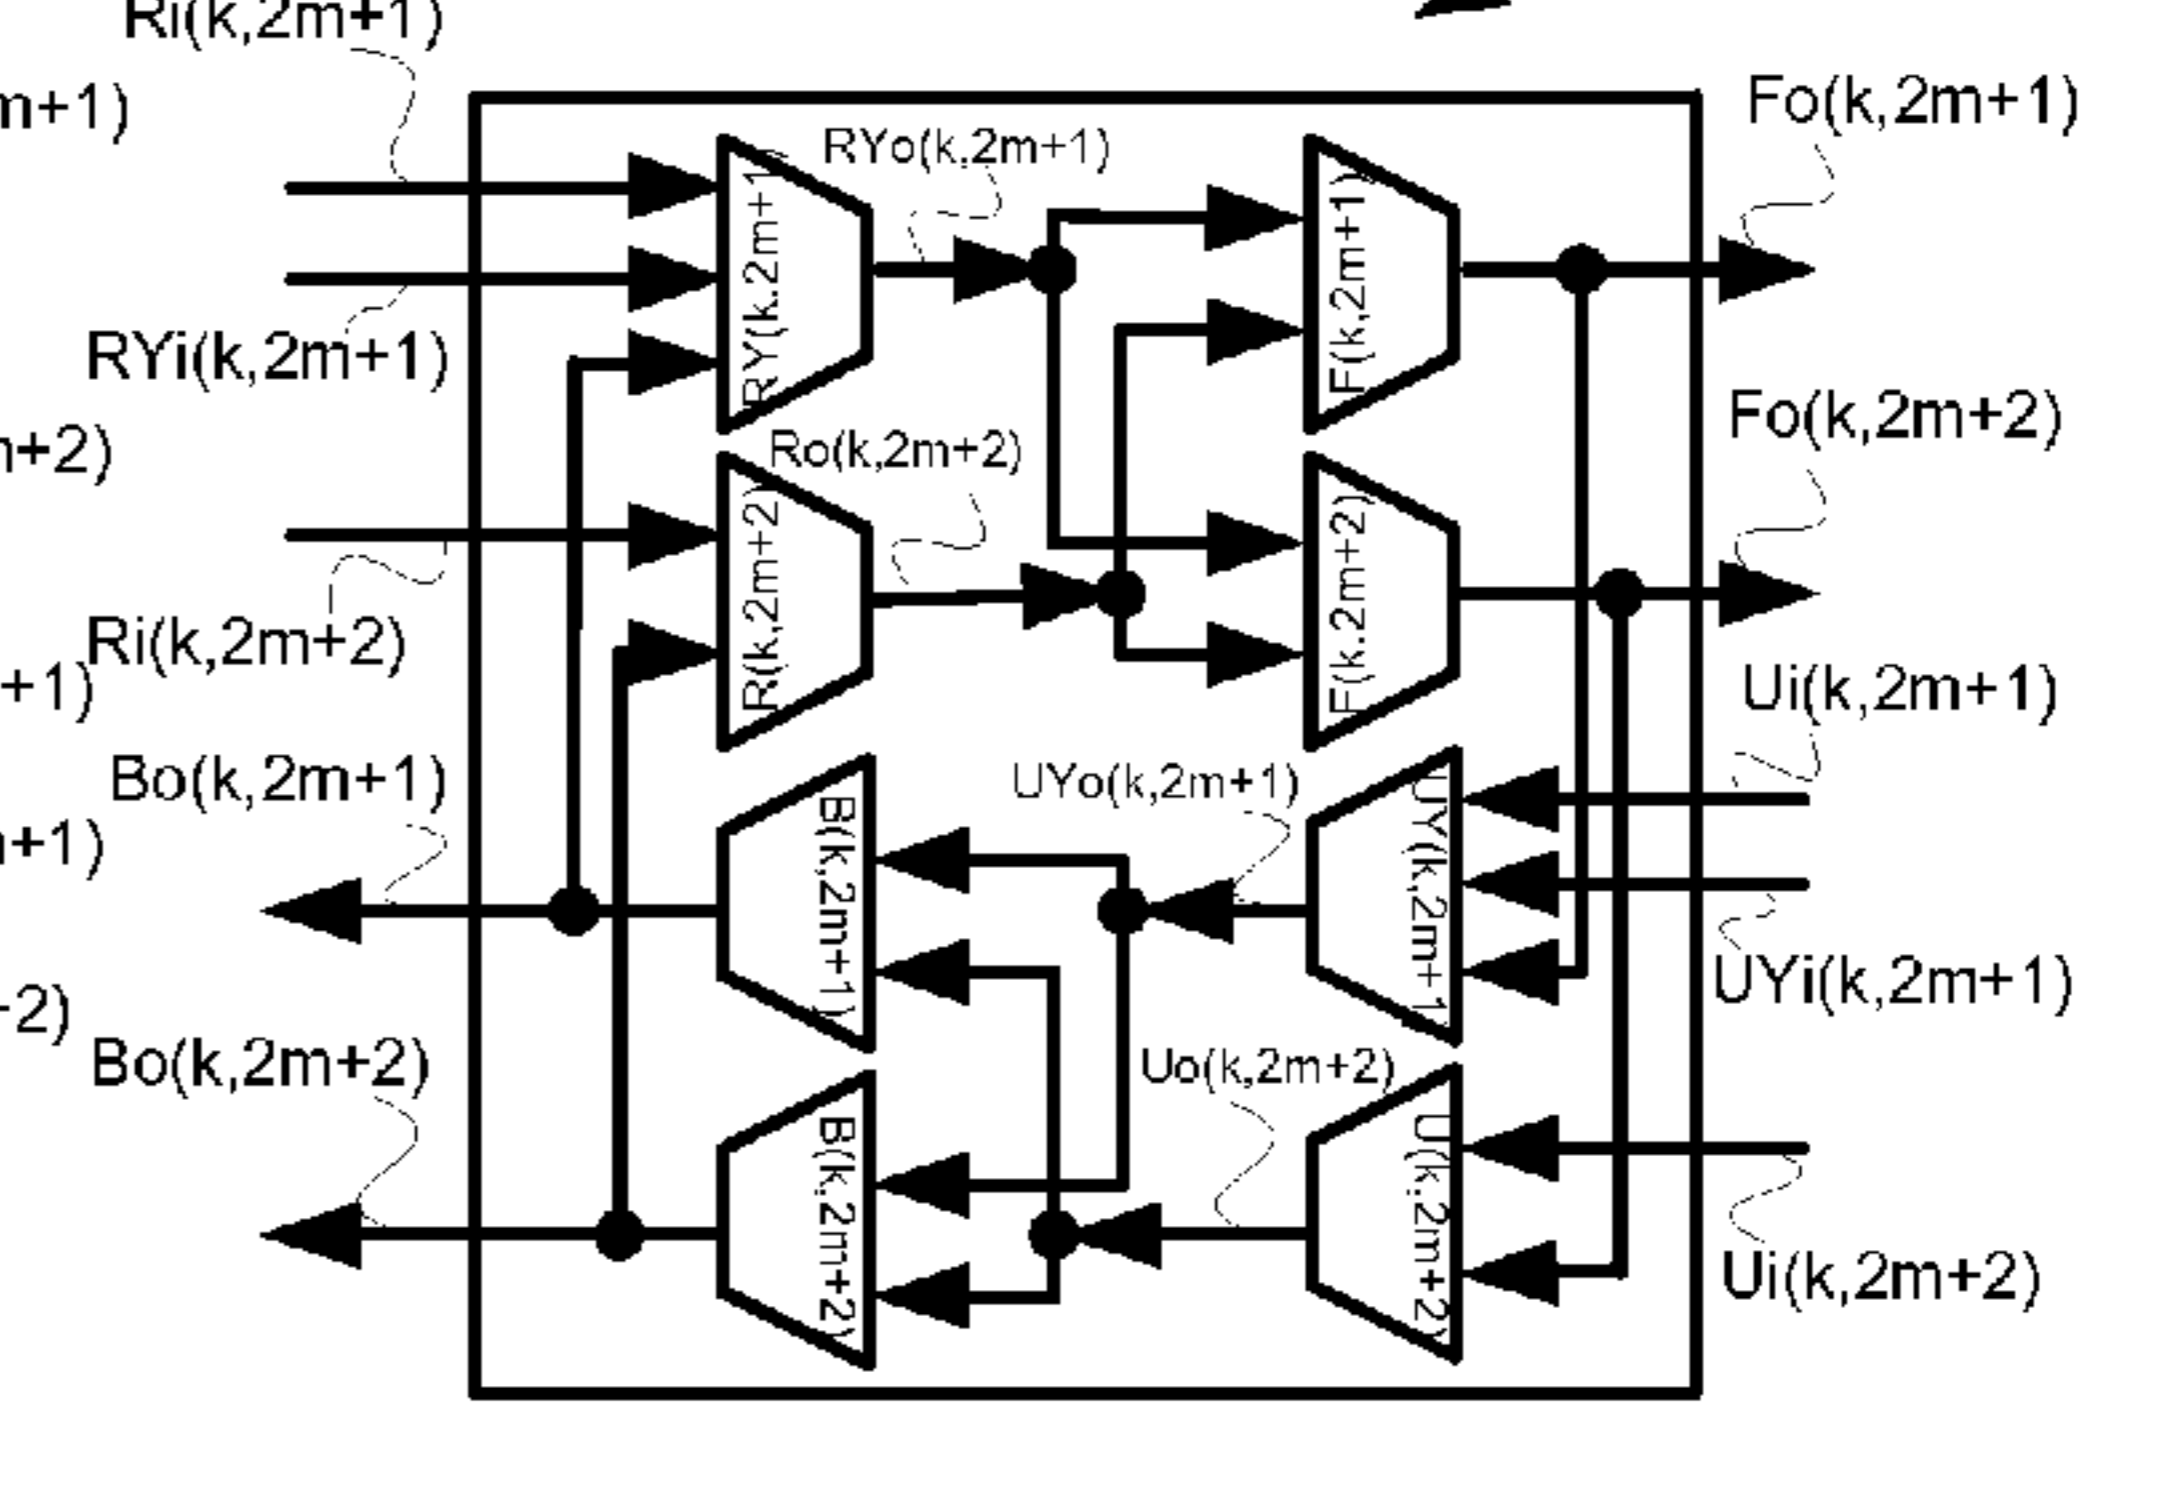 Ri(k,2m+1)
m+1)
Fo(k,2m+1)
RYo(k,2m+1)
RY(k,2m+1)
F(k,2m+1)
RYi(k,2m+1)
Fo(k,2m+2)
m+2)
Ro(k,2m+2)
R(k,2m+2)
F(k,2m+2)
Ri(k,2m+2)
+1)
Ui(k,2m+1)
Bo(k,2m+1)
UYo(k,2m+1)
B(k,2m+1)
UY(k,2m+1)
+1)
UYi(k,2m+1)
-2)
Bo(k,2m+2)
Uo(k,2m+2)
B(k,2m+2)
U(k,2m+2)
Ui(k,2m+2)